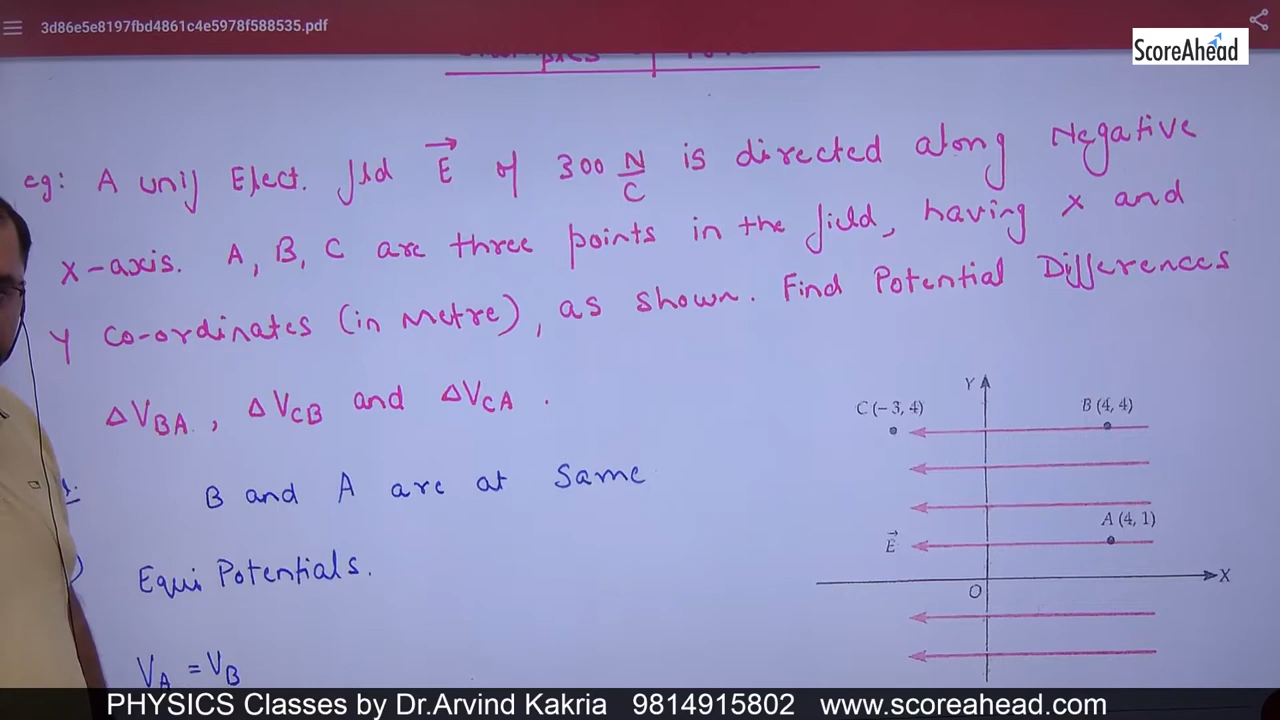 3d86e5e8197fbd4861c4e5978f588535.pdf
ScoreAhead
eg: A unif Elect. fld E of 300 N/C is directed along Negative
X-axis. A, B, C are three points in the field, having X and
Y Co-ordinates (in Metre), as shown. Find Potential Differences
ΔV_BA, ΔV_CB and ΔV_CA.
B and A are at Same
Equi Potentials.
V_A = V_B
Y
C (-3, 4)
B (4, 4)
A (4, 1)
E
X
O
PHYSICS Classes by Dr.Arvind Kakria 9814915802 www.scoreahead.com